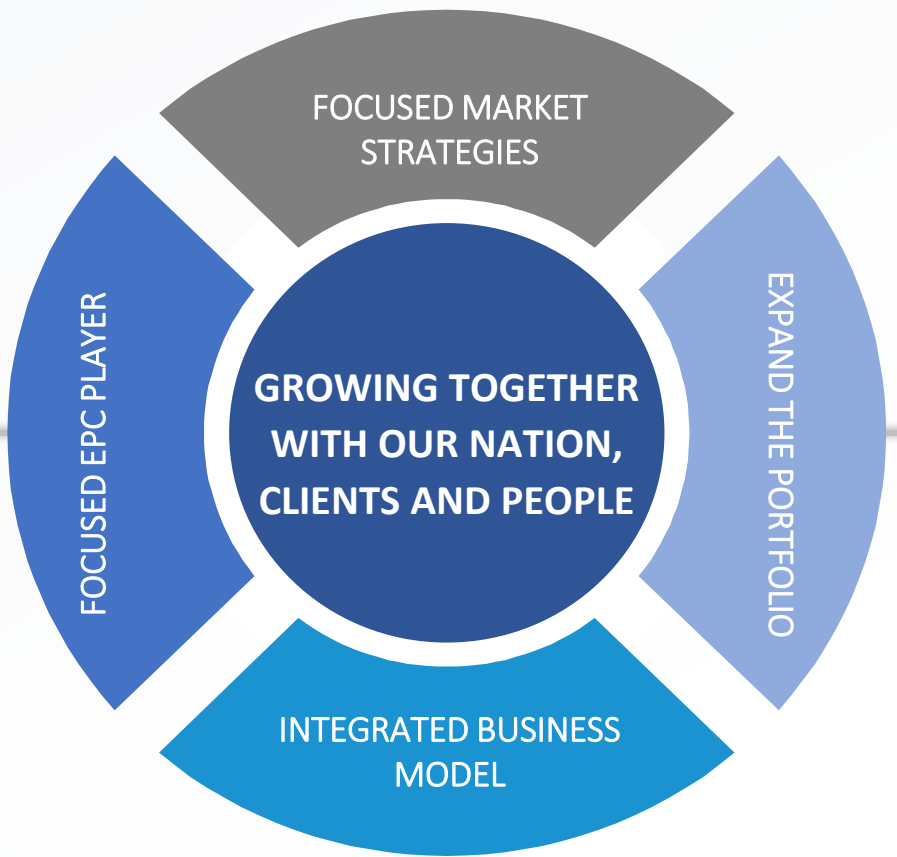 FOCUSED MARKET
STRATEGIES
FOCUSED EPC PLAYER
GROWING TOGETHER
WITH OUR NATION,
CLIENTS AND PEOPLE
EXPAND THE PORTFOLIO
INTEGRATED BUSINESS
MODEL